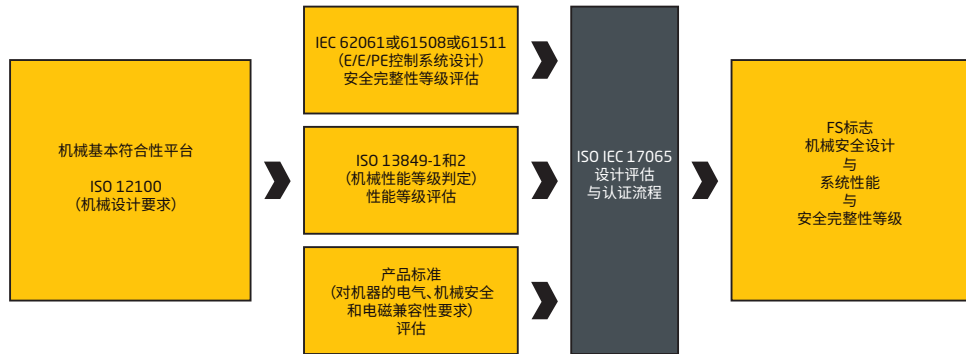 机械基本符合性平台
ISO 12100
（机械设计要求）
IEC 62061或61508或61511
（E/E/PE控制系统设计）
安全完整性等级评估
ISO 13849-1和2
（机械性能等级判定）
性能等级评估
产品标准
（对机器的电气、机械安全
和电磁兼容性要求）
评估
ISO IEC 17065
设计评估
与认证流程
FS标志
机械安全设计
与
系统性能
与
安全完整性等级